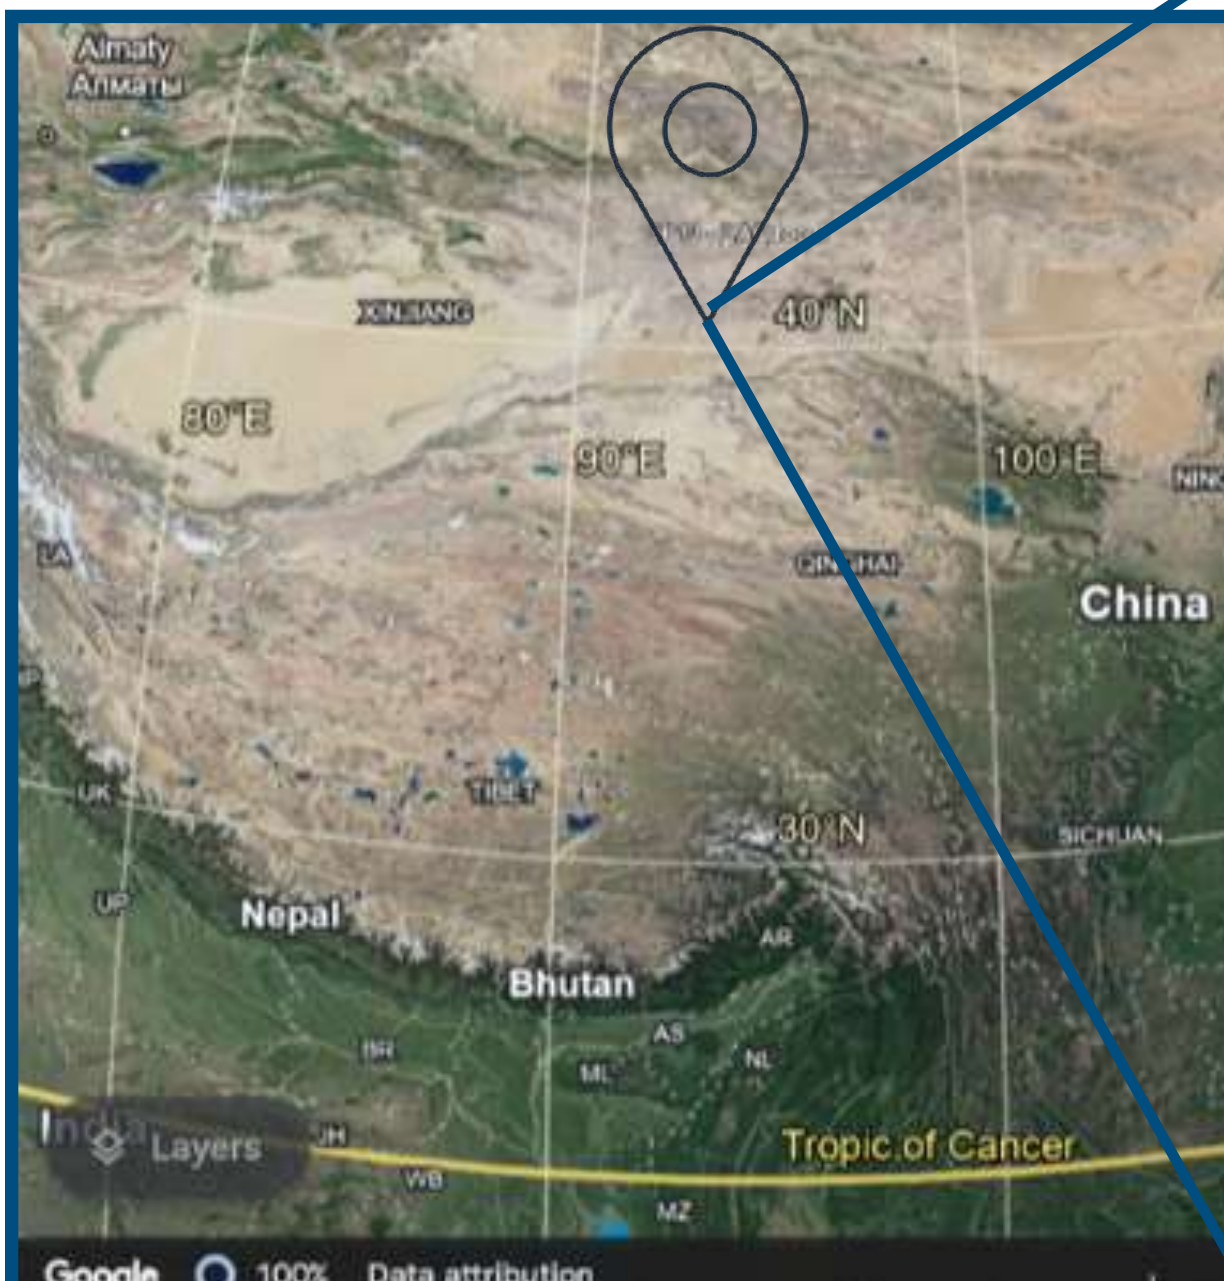 Almaty
Алматы
XINJIANG
40°N
80°E
90°E
100°E
LA
QINGHAI
China
TIBET
UK
30°N
SICHUAN
UP
Nepal
AR
Bhutan
AS
BR
ML
NL
India
Layers
JH
Tropic of Cancer
WB
MZ
Google
100%
Data attribution